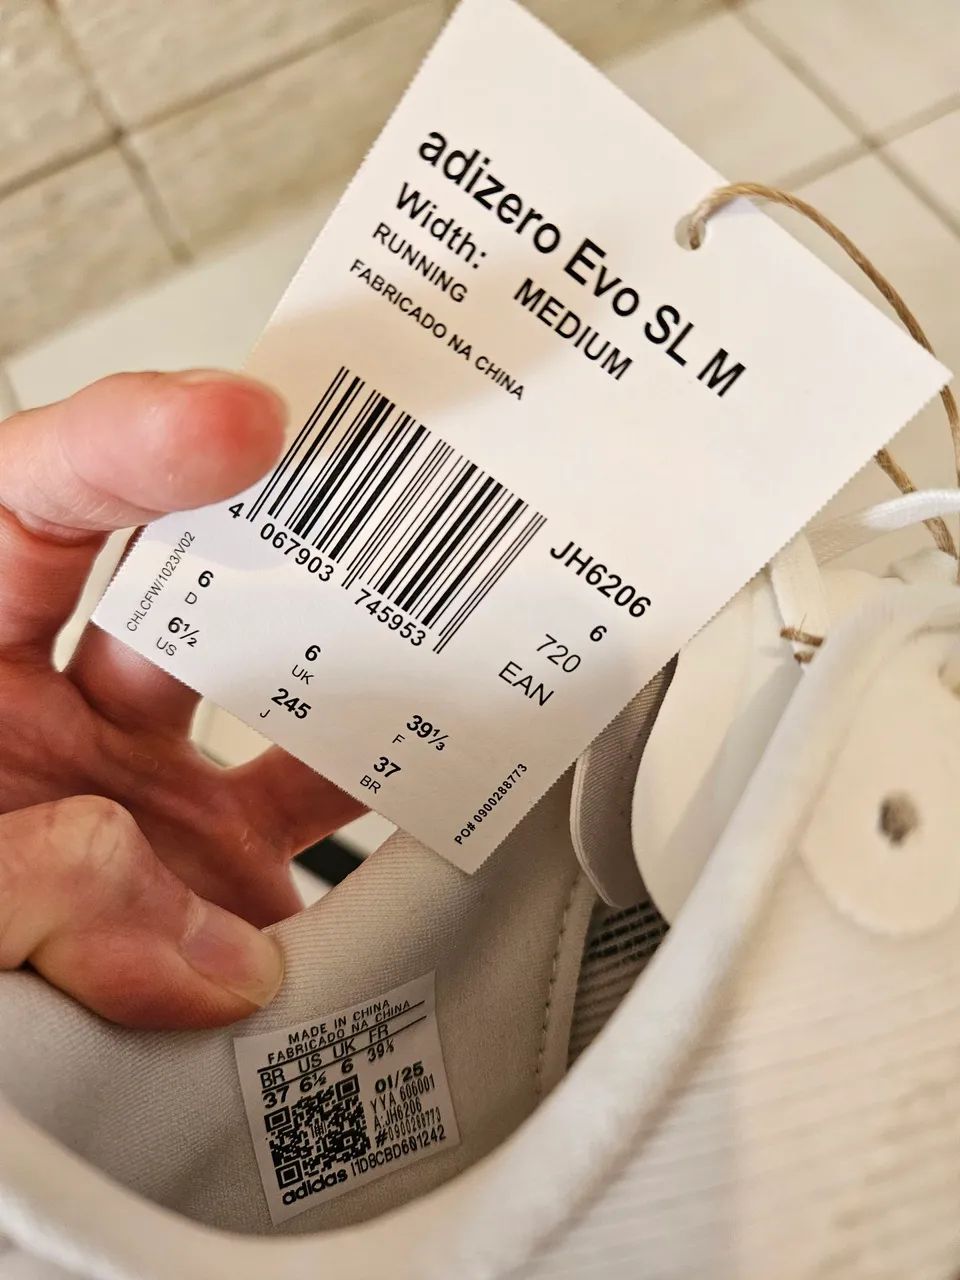 adizero Evo SL M
Width: MEDIUM
RUNNING
FABRICADO NA CHINA
4 067903 745953
JH6206
6
720
EAN
CHLCFW/1023/V02
6
D
6½
US
6
UK
245
J
39⅓
F
37
BR
PO# 0900288773
MADE IN CHINA
FABRICADO NA CHINA
BR US UK FR
37 6½ 6 39⅓
01/25
YYA 606001
A:JH6206
#0900288773
adidas I1D8CBD601242